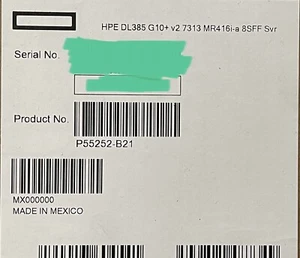 HPE DL385 G10+ v2 7313 MR416i-a 8SFF Svr
Serial No.
Product No.
P55252-B21
MX000000
MADE IN MEXICO